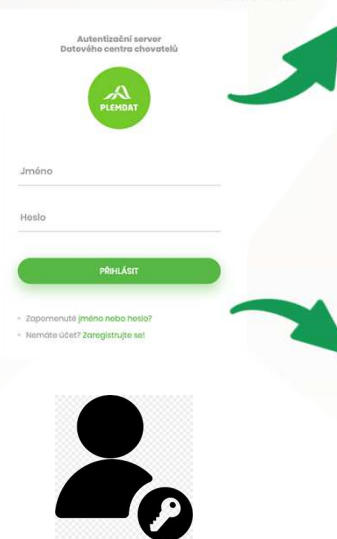 Autentizační server
Datového centra chovatelů
PLEMDAT
Jméno
Heslo
PŘIHLÁSIT
Zapomenuté jméno nebo heslo?
Nemáte účet? Zaregistrujte se!